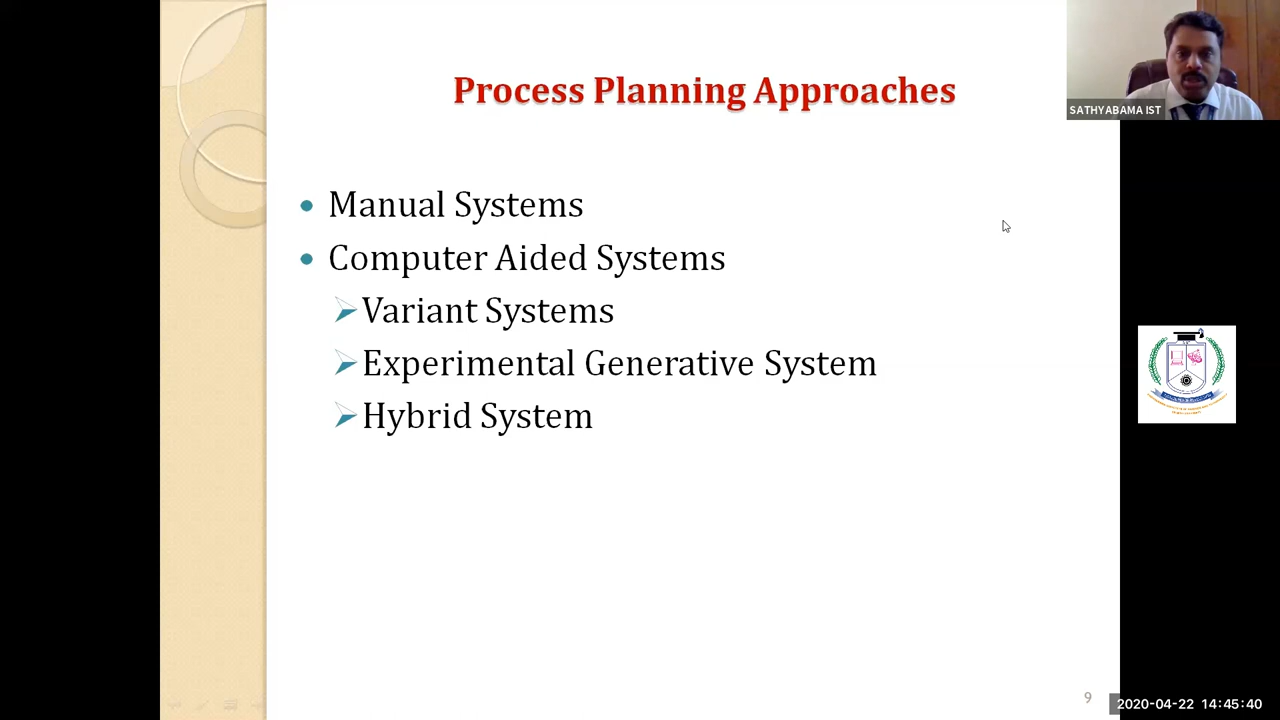 Process Planning Approaches
SATHYABAMA IST
Manual Systems
Computer Aided Systems
Variant Systems
Experimental Generative System
Hybrid System
9
2020-04-22 14:45:40